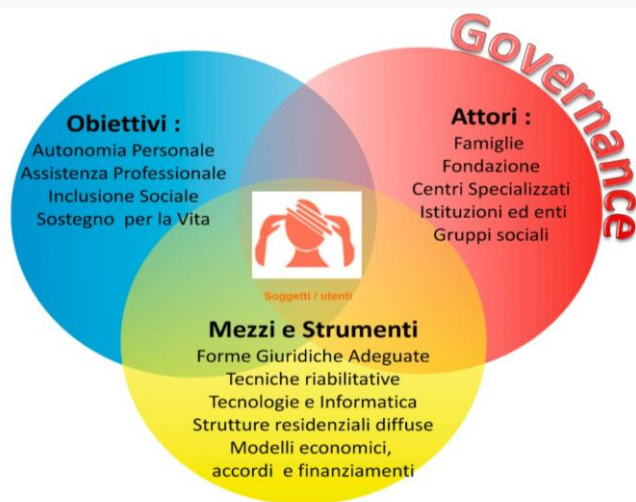 Governance
Obiettivi :
Autonomia Personale
Assistenza Professionale
Inclusione Sociale
Sostegno per la Vita
Attori :
Famiglie
Fondazione
Centri Specializzati
Istituzioni ed enti
Gruppi sociali
Soggetti / utenti
Mezzi e Strumenti
Forme Giuridiche Adeguate
Tecniche riabilitative
Tecnologie e Informatica
Strutture residenziali diffuse
Modelli economici,
accordi e finanziamenti